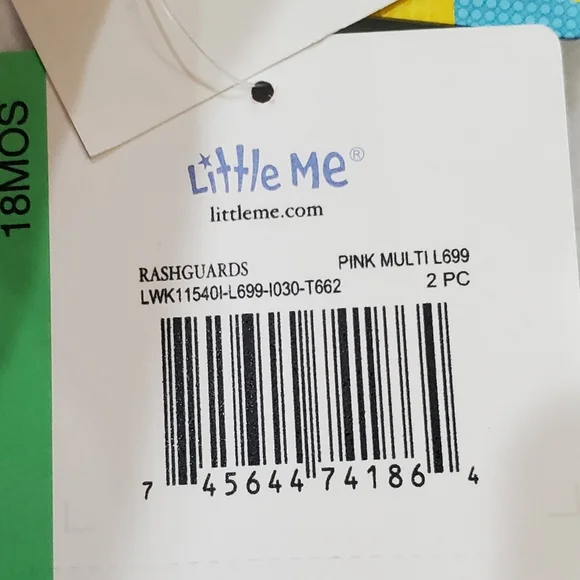 18MOS
Little Me®
littleme.com
RASHGUARDS PINK MULTI L699
LWK11540I-L699-I030-T662 2 PC
7 45644 74186 4